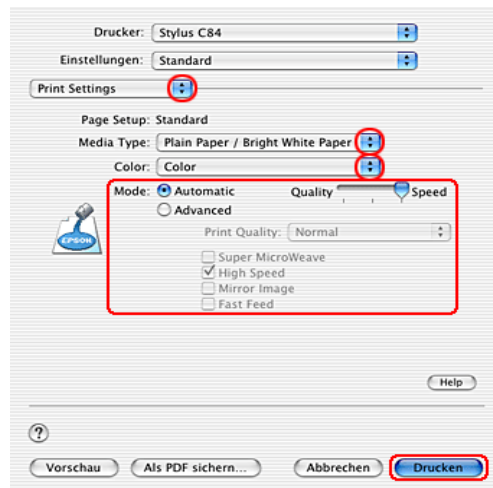 Drucker: Stylus C84
Einstellungen: Standard
Print Settings
Page Setup: Standard
Media Type: Plain Paper / Bright White Paper
Color: Color
Mode: Automatic Quality Speed
Advanced
Print Quality: Normal
Super MicroWeave
High Speed
Mirror Image
Fast Feed
EPSON
Help
?
Vorschau Als PDF sichern... Abbrechen Drucken